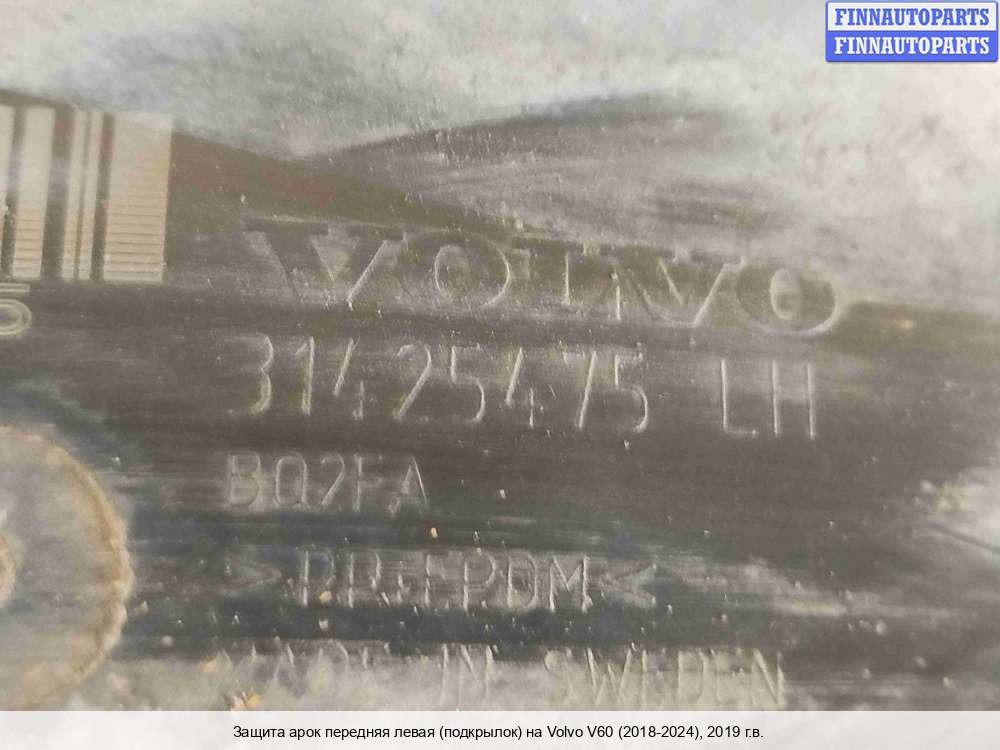 FINNAUTOPARTS
FINNAUTOPARTS
VOLVO
31425475 LH
BQ2FA
>PP+EPDM<
MADE IN SWEDEN
Защита арок передняя левая (подкрылок) на Volvo V60 (2018-2024), 2019 г.в.